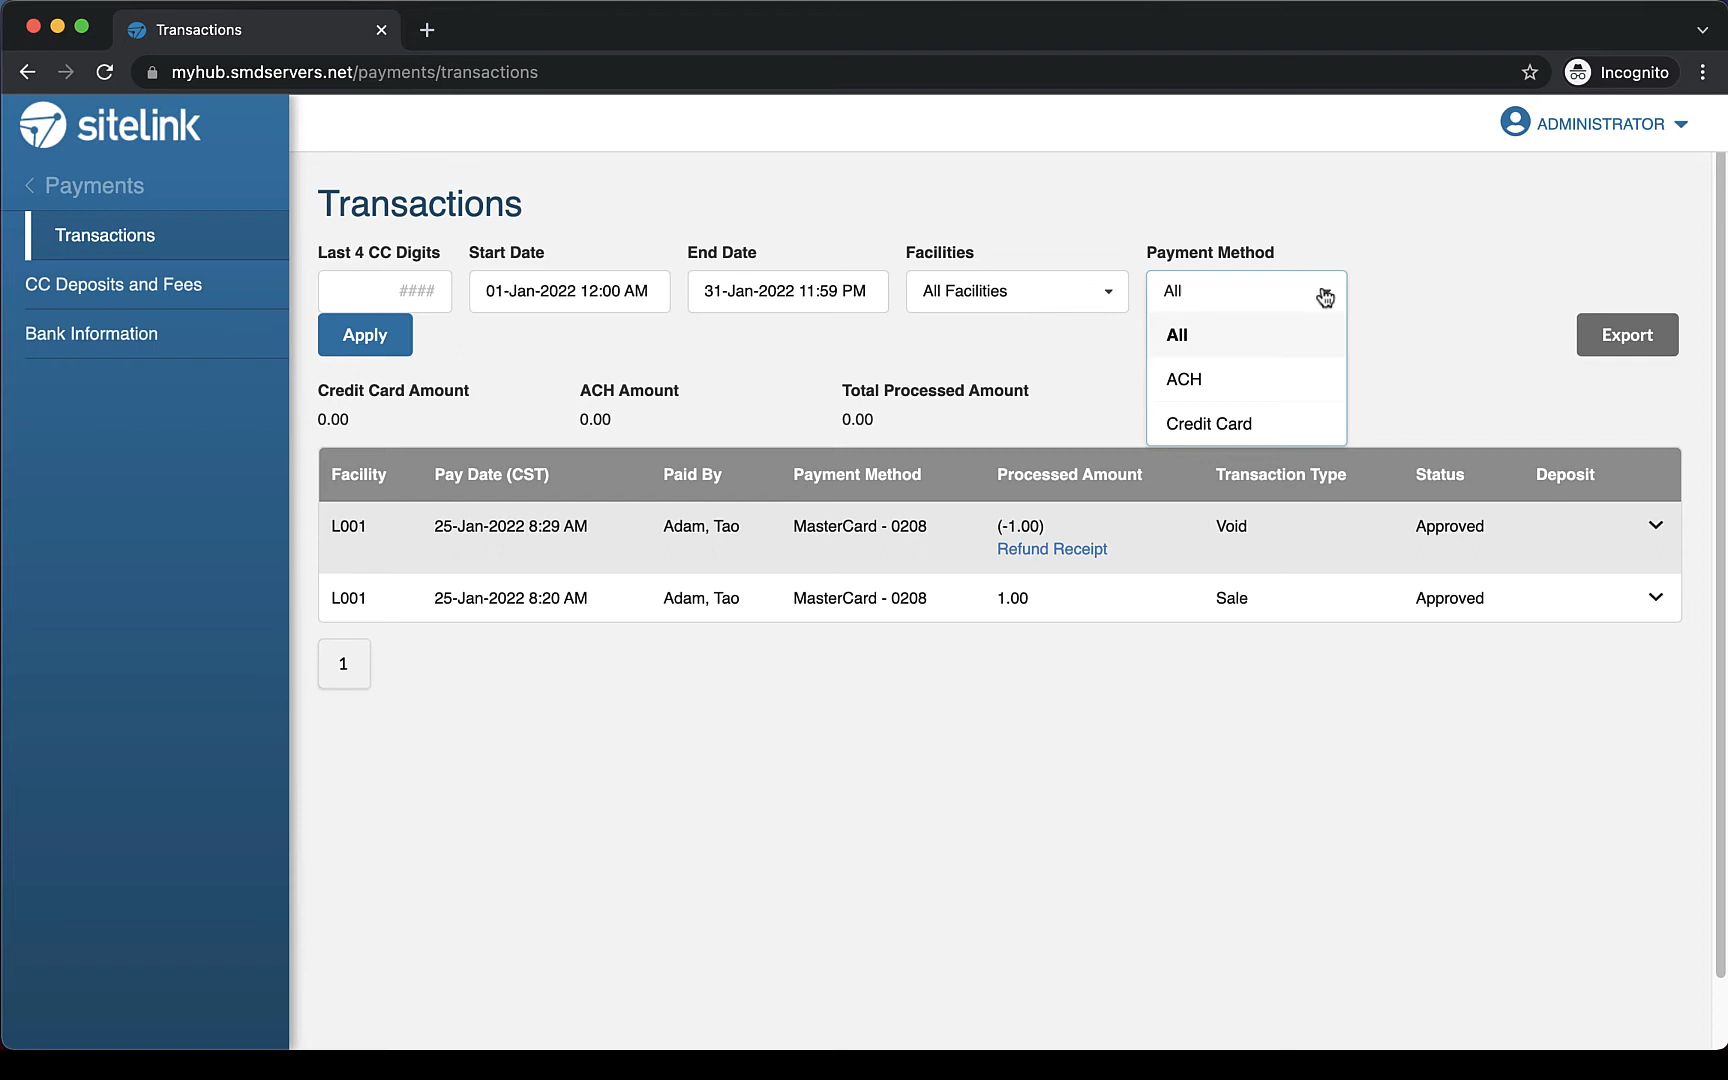 Transactions
myhub.smdservers.net/payments/transactions
Incognito
sitelink
ADMINISTRATOR
Payments
Transactions
CC Deposits and Fees
Bank Information
Transactions
Last 4 CC Digits Start Date End Date Facilities Payment Method
#### 01-Jan-2022 12:00 AM 31-Jan-2022 11:59 PM All Facilities All
Apply All Export
ACH
Credit Card
Credit Card Amount ACH Amount Total Processed Amount
0.00 0.00 0.00
Facility Pay Date (CST) Paid By Payment Method Processed Amount Transaction Type Status Deposit
L001 25-Jan-2022 8:29 AM Adam, Tao MasterCard - 0208 (-1.00) Void Approved
Refund Receipt
L001 25-Jan-2022 8:20 AM Adam, Tao MasterCard - 0208 1.00 Sale Approved
1